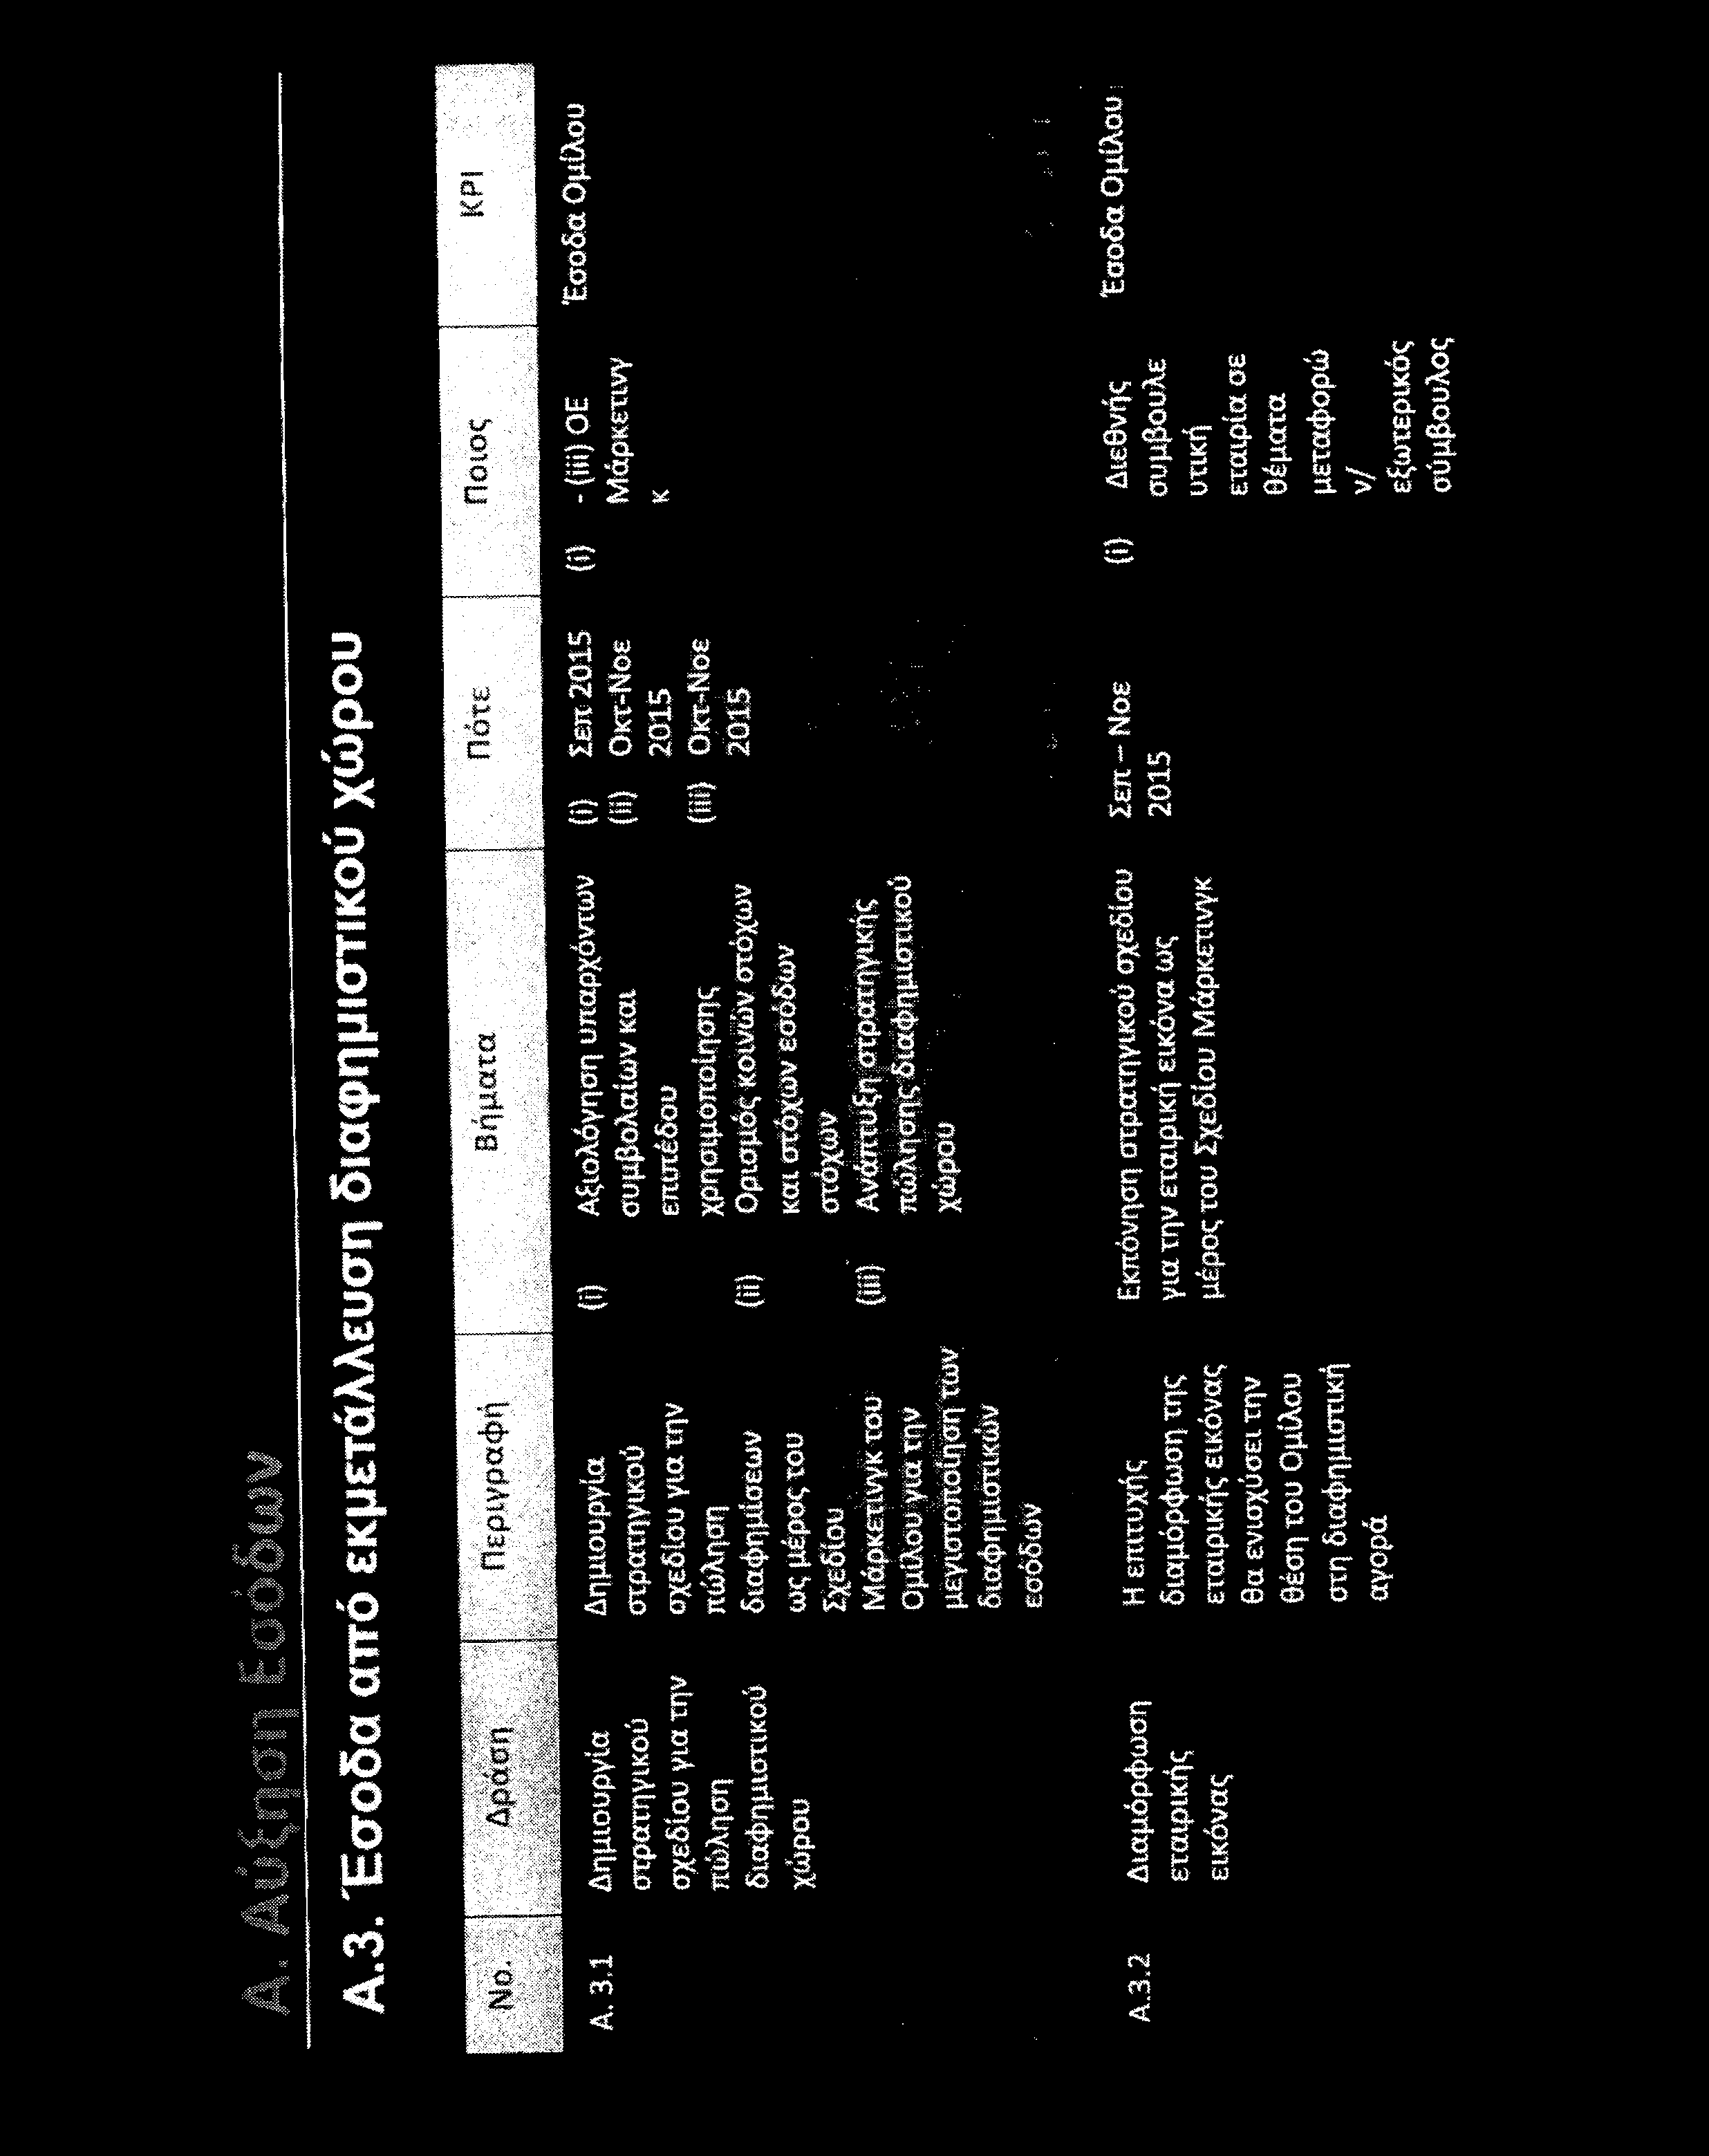 Α. Αύξηση Εσόδων
Α.3. Έσοδα από εκμετάλλευση διαφημιστικού χώρου
No. Δράση Περιγραφή Βήματα Πότε Ποιος KPI
Α. 3.1
Δημιουργία
στρατηγικού
σχεδίου για την
πώληση
διαφημιστικού
χώρου
Δημιουργία
στρατηγικού
σχεδίου για την
πώληση
διαφημίσεων
ως μέρος του
Σχεδίου
Μάρκετινγκ του
Ομίλου για την
μεγιστοποίηση των
διαφημιστικών
εσόδων
(i) Αξιολόγηση υπαρχόντων
συμβολαίων και
επιπέδου
χρησιμοποίησης
(ii) Ορισμός κοινών στόχων
και στόχων εσόδων
στόχων
(iii) Ανάπτυξη στρατηγικής
πώλησης διαφημιστικού
χώρου
(i) Σεπ 2015
(ii) Οκτ-Νοε
2015
(iii) Οκτ-Νοε
2015
(i) - (iii) ΟΕ
Μάρκετινγ
κ
Έσοδα Ομίλου
Α.3.2
Διαμόρφωση
εταιρικής
εικόνας
Η επιτυχής
διαμόρφωση της
εταιρικής εικόνας
θα ενισχύσει την
θέση του Ομίλου
στη διαφημιστική
αγορά
Εκπόνηση στρατηγικού σχεδίου
για την εταιρική εικόνα ως
μέρος του Σχεδίου Μάρκετινγκ
Σεπ – Νοε
2015
(i) Διεθνής
συμβουλε
υτική
εταιρία σε
θέματα
μεταφορώ
ν/
εξωτερικός
σύμβουλος
Έσοδα Ομίλου